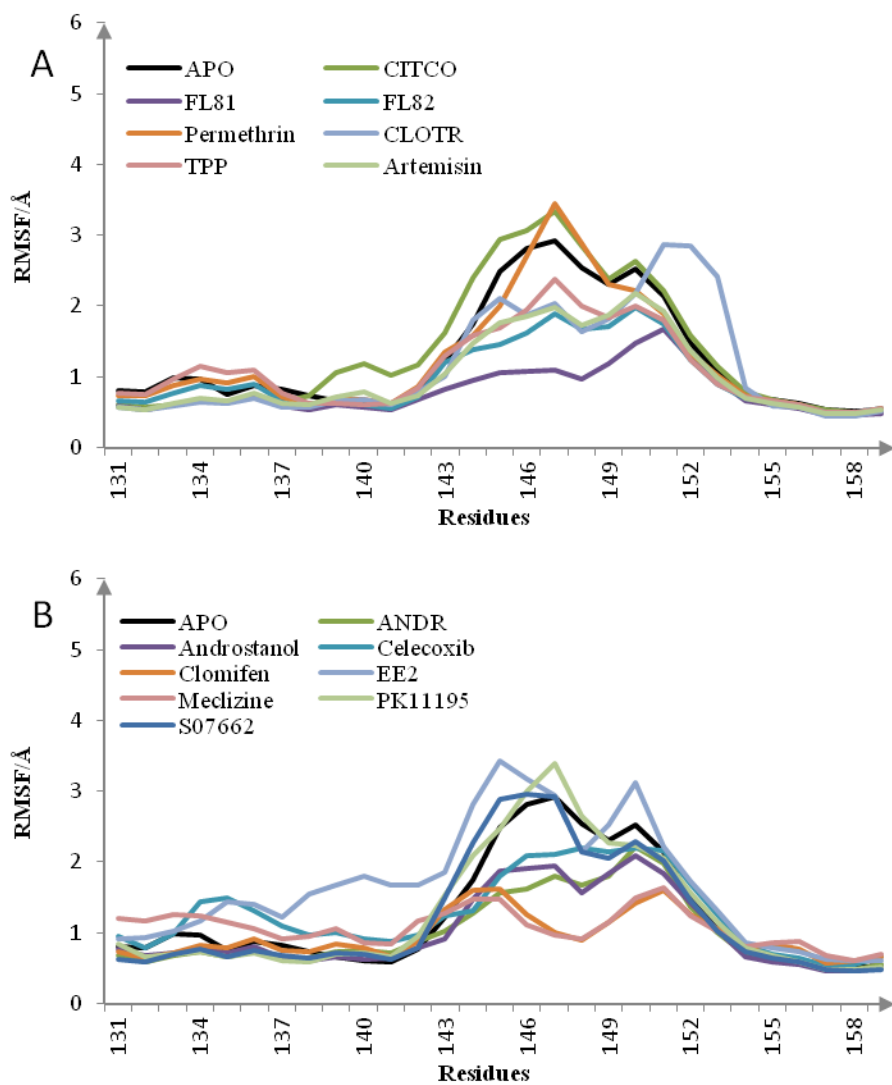 A
6
5
4
3
2
1
0
RMSF/Å
APO CITCO
FL81 FL82
Permethrin CLOTR
TPP Artemisin
131 134 137 140 143 146 149 152 155 158
Residues
B
6
5
4
3
2
1
0
RMSF/Å
APO ANDR
Androstanol Celecoxib
Clomifen EE2
Meclizine PK11195
S07662
131 134 137 140 143 146 149 152 155 158
Residues